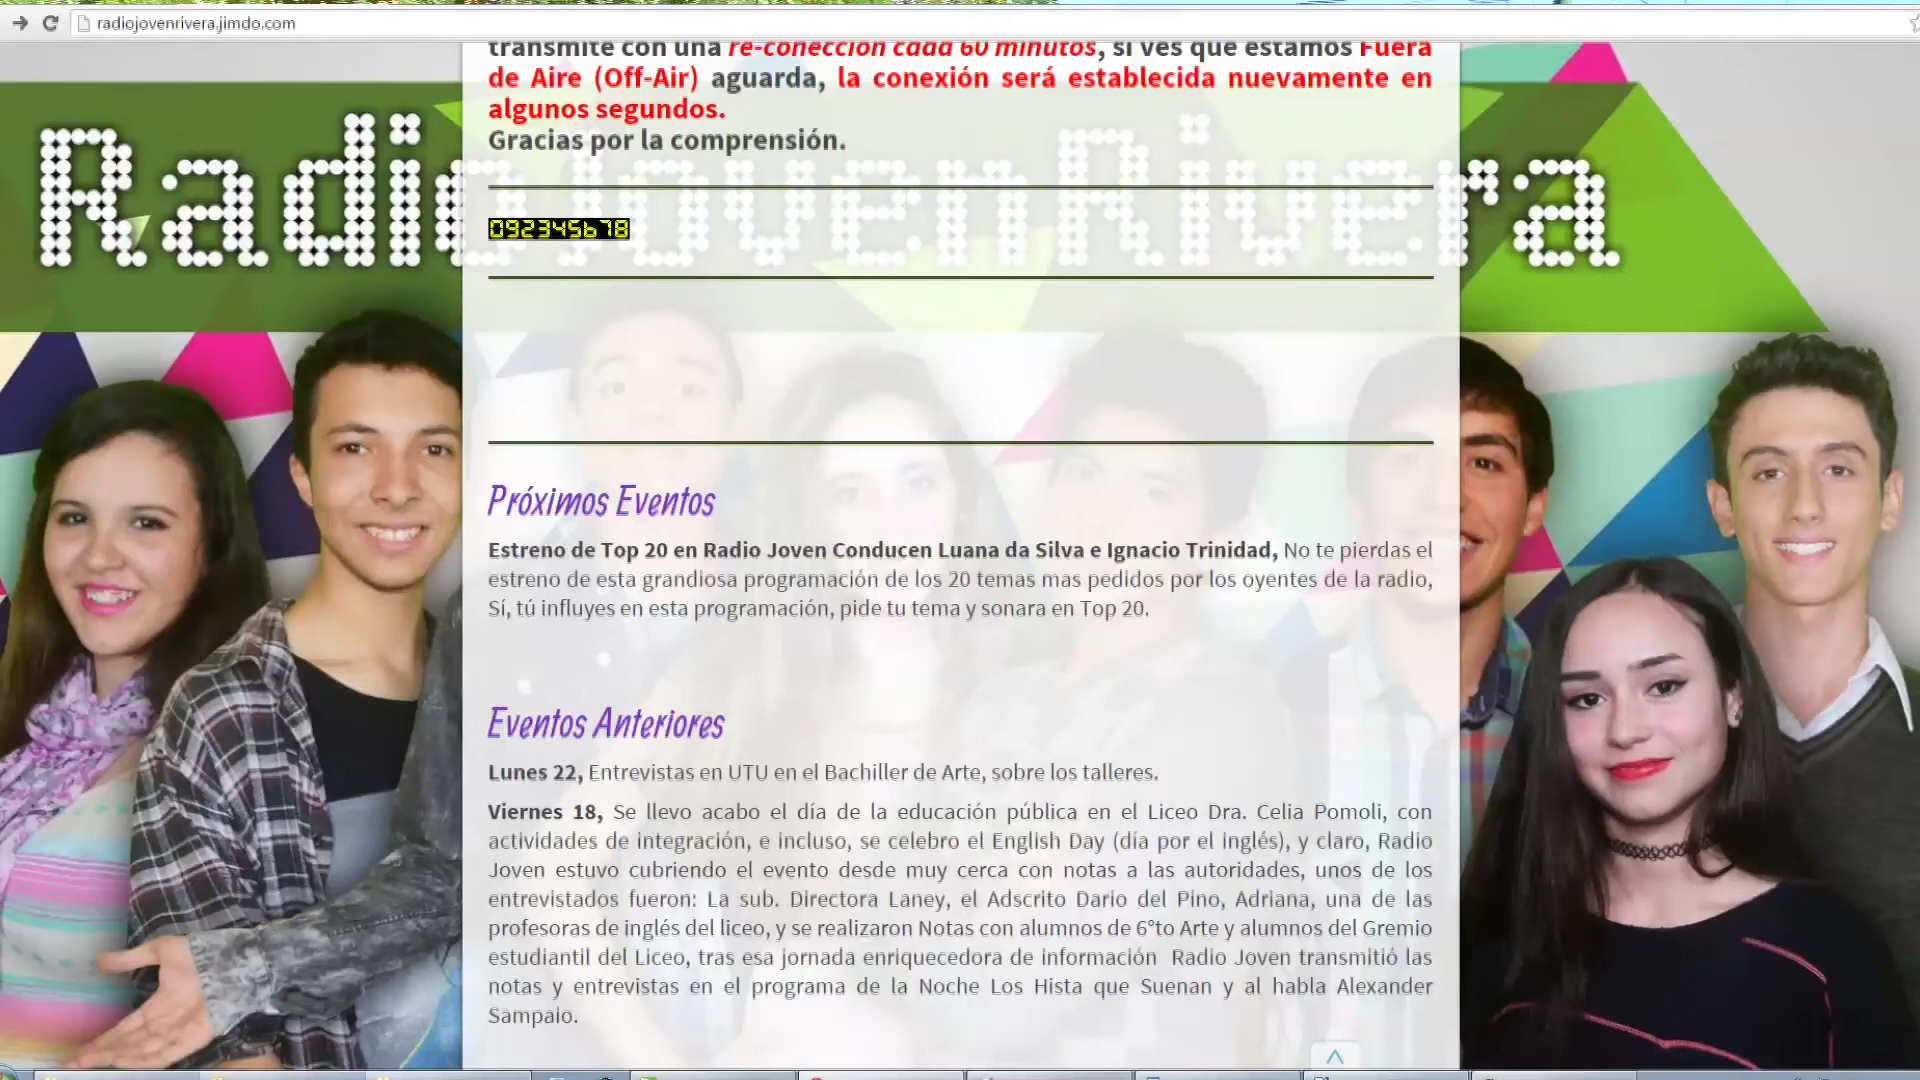 radiojovenrivera.jimdo.com
transmite con una re-conección cada 60 minutos, si ves que estamos Fuera
de Aire (Off-Air) aguarda, la conexión será establecida nuevamente en
algunos segundos.
Gracias por la comprensión.
RadioJovenRivera
092345678
Próximos Eventos
Estreno de Top 20 en Radio Joven Conducen Luana da Silva e Ignacio Trinidad, No te pierdas el
estreno de esta grandiosa programación de los 20 temas mas pedidos por los oyentes de la radio,
Sí, tú influyes en esta programación, pide tu tema y sonara en Top 20.
Eventos Anteriores
Lunes 22, Entrevistas en UTU en el Bachiller de Arte, sobre los talleres.
Viernes 18, Se llevo acabo el día de la educación pública en el Liceo Dra. Celia Pomoli, con
actividades de integración, e incluso, se celebro el English Day (día por el inglés), y claro, Radio
Joven estuvo cubriendo el evento desde muy cerca con notas a las autoridades, unos de los
entrevistados fueron: La sub. Directora Laney, el Adscrito Dario del Pino, Adriana, una de las
profesoras de inglés del liceo, y se realizaron Notas con alumnos de 6°to Arte y alumnos del Gremio
estudiantil del Liceo, tras esa jornada enriquecedora de información Radio Joven transmitió las
notas y entrevistas en el programa de la Noche Los Hista que Suenan y al habla Alexander
Sampaio.